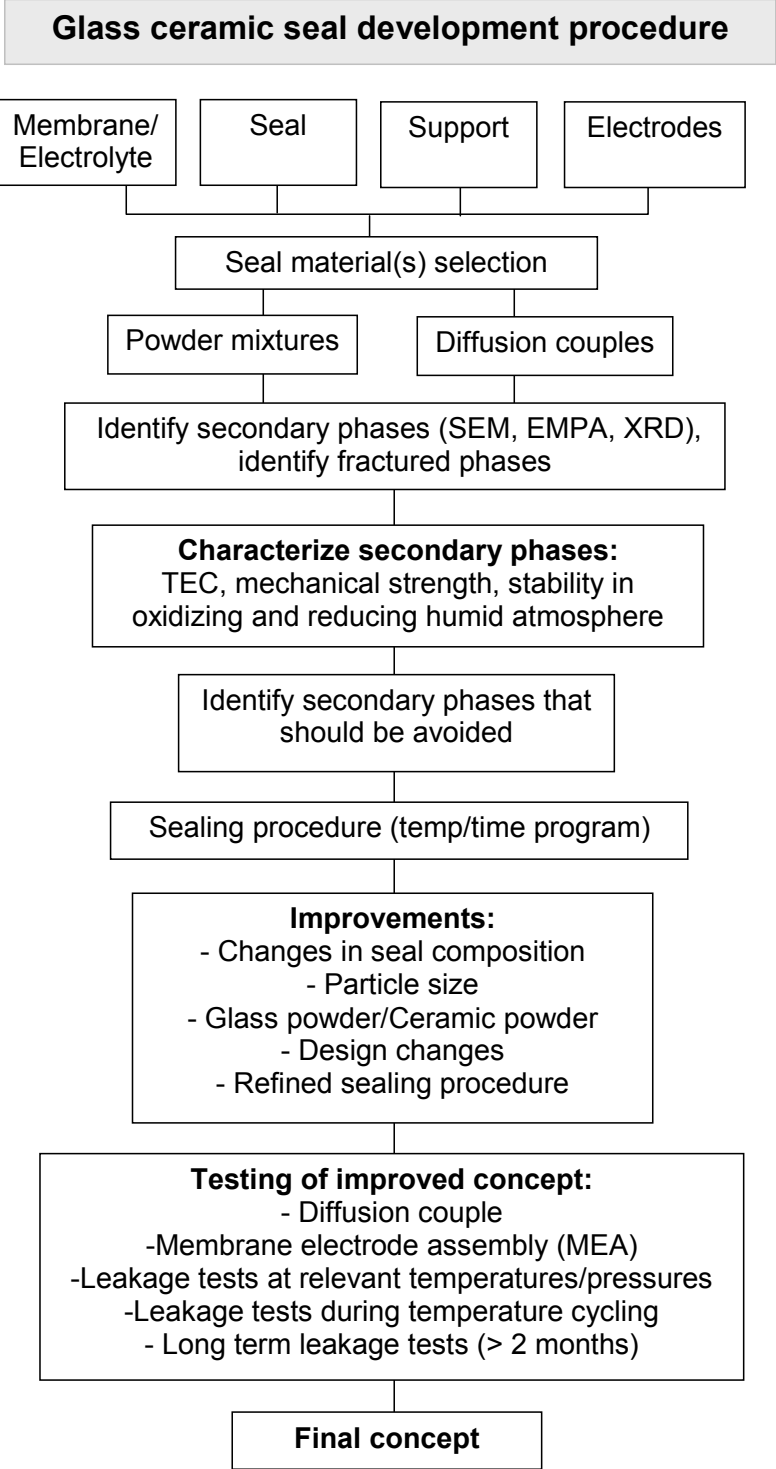 Glass ceramic seal development procedure
Membrane/
Electrolyte
Seal
Support
Electrodes
Seal material(s) selection
Powder mixtures
Diffusion couples
Identify secondary phases (SEM, EMPA, XRD),
identify fractured phases
Characterize secondary phases:
TEC, mechanical strength, stability in
oxidizing and reducing humid atmosphere
Identify secondary phases that
should be avoided
Sealing procedure (temp/time program)
Improvements:
- Changes in seal composition
- Particle size
- Glass powder/Ceramic powder
- Design changes
- Refined sealing procedure
Testing of improved concept:
- Diffusion couple
-Membrane electrode assembly (MEA)
-Leakage tests at relevant temperatures/pressures
-Leakage tests during temperature cycling
- Long term leakage tests (> 2 months)
Final concept